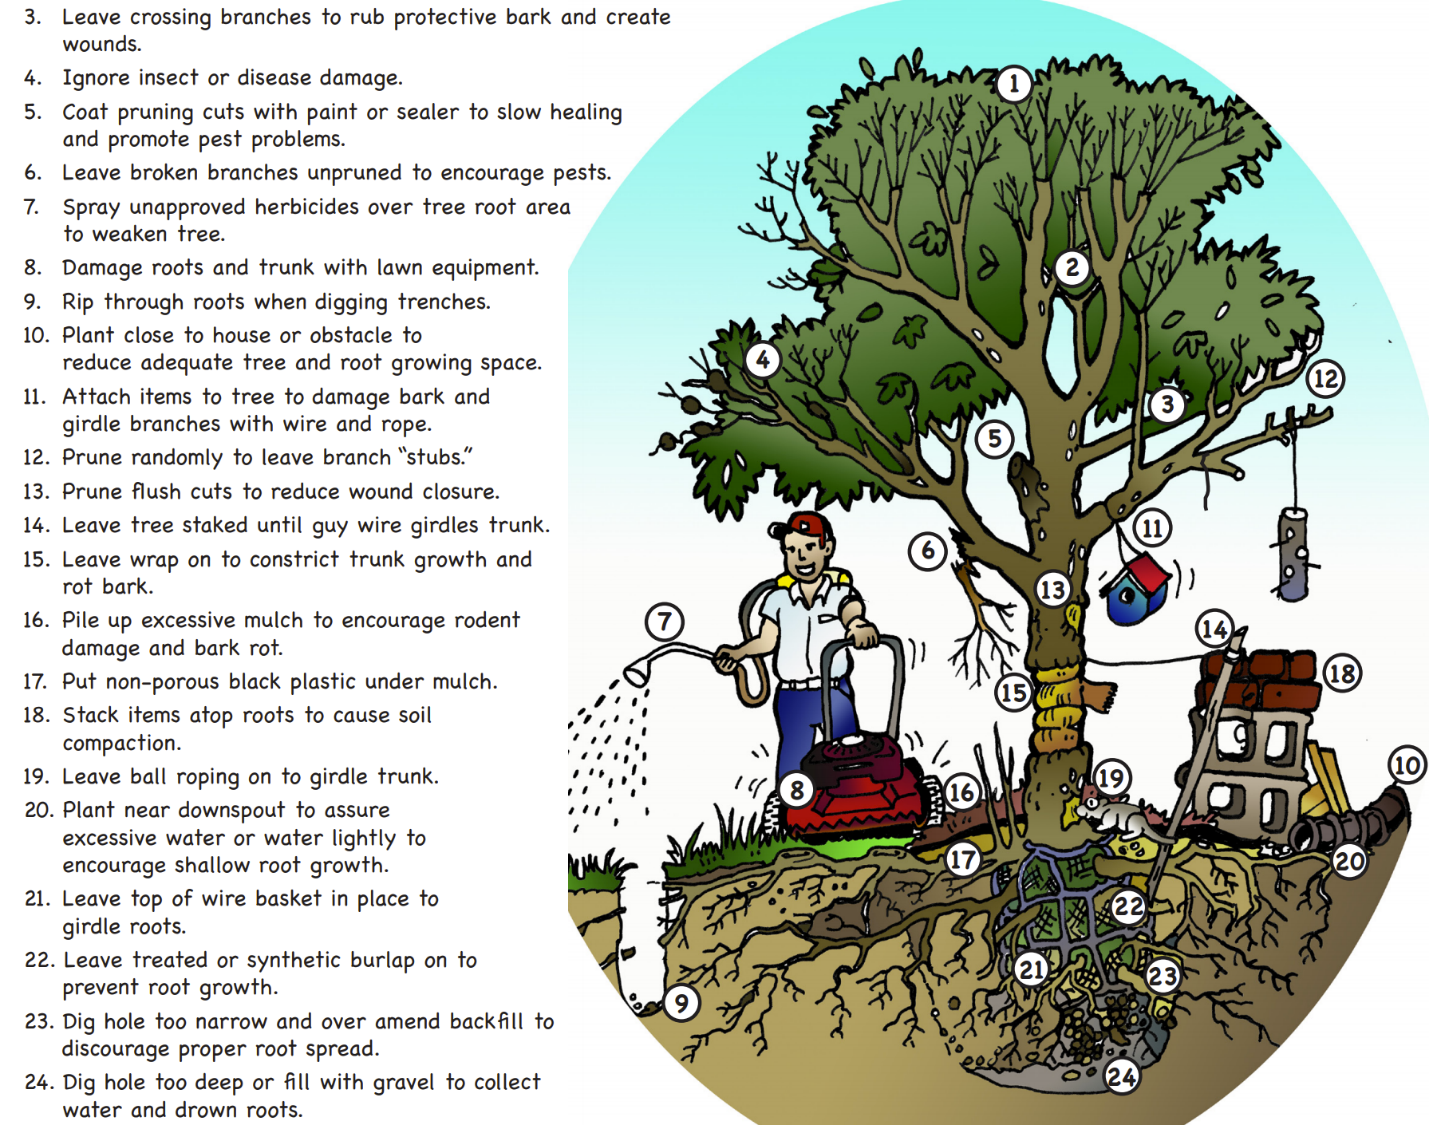 3. Leave crossing branches to rub protective bark and create
wounds.
4. Ignore insect or disease damage.
5. Coat pruning cuts with paint or sealer to slow healing
and promote pest problems.
6. Leave broken branches unpruned to encourage pests.
7. Spray unapproved herbicides over tree root area
to weaken tree.
8. Damage roots and trunk with lawn equipment.
9. Rip through roots when digging trenches.
10. Plant close to house or obstacle to
reduce adequate tree and root growing space.
11. Attach items to tree to damage bark and
girdle branches with wire and rope.
12. Prune randomly to leave branch “stubs.”
13. Prune flush cuts to reduce wound closure.
14. Leave tree staked until guy wire girdles trunk.
15. Leave wrap on to constrict trunk growth and
rot bark.
16. Pile up excessive mulch to encourage rodent
damage and bark rot.
17. Put non-porous black plastic under mulch.
18. Stack items atop roots to cause soil
compaction.
19. Leave ball roping on to girdle trunk.
20. Plant near downspout to assure
excessive water or water lightly to
encourage shallow root growth.
21. Leave top of wire basket in place to
girdle roots.
22. Leave treated or synthetic burlap on to
prevent root growth.
23. Dig hole too narrow and over amend backfill to
discourage proper root spread.
24. Dig hole too deep or fill with gravel to collect
water and drown roots.
1
2
4
12
3
5
11
6
13
7
14
18
15
10
19
8
16
17
20
22
21
23
9
24